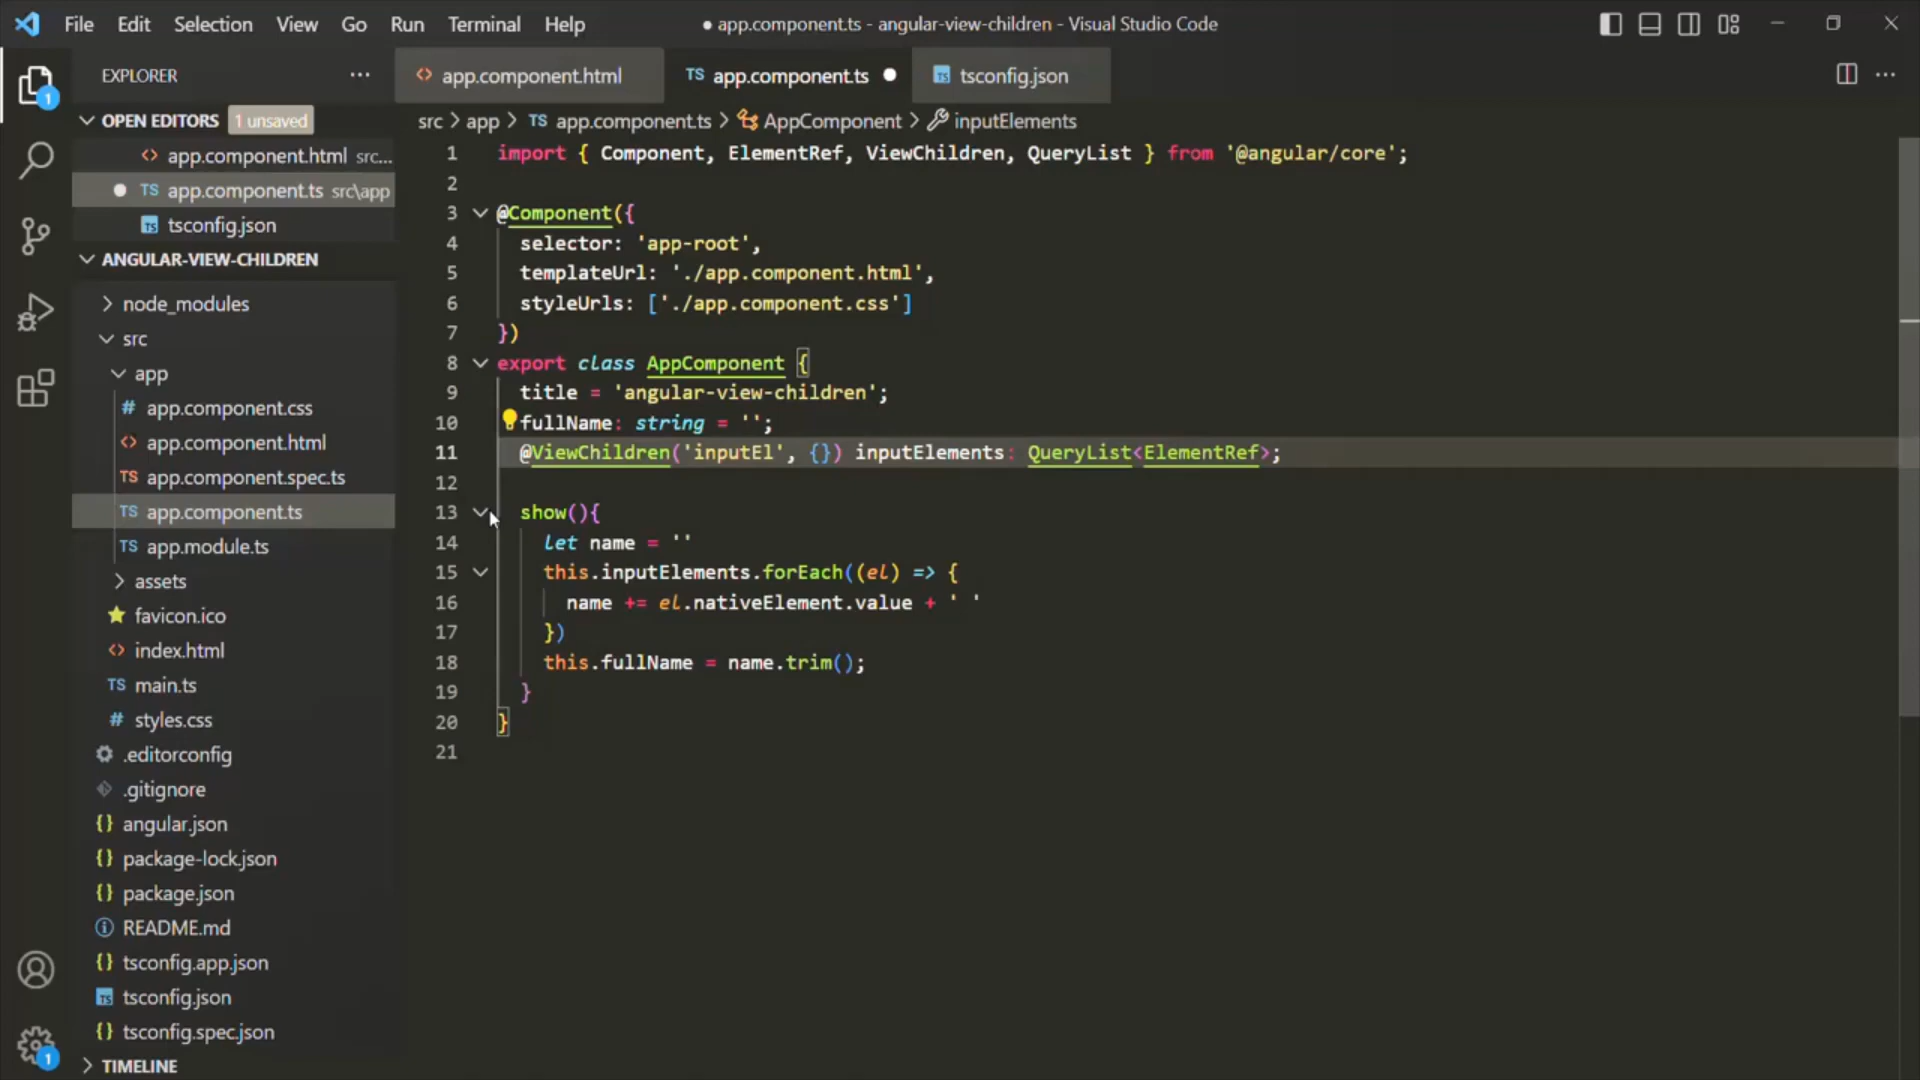 File Edit Selection View Go Run Terminal Help
● app.component.ts - angular-view-children - Visual Studio Code
EXPLORER ...
<> app.component.html
TS app.component.ts ●
TS tsconfig.json
1
OPEN EDITORS 1 unsaved
<> app.component.html src...
● TS app.component.ts src\app
TS tsconfig.json
ANGULAR-VIEW-CHILDREN
node_modules
src
app
# app.component.css
<> app.component.html
TS app.component.spec.ts
TS app.component.ts
TS app.module.ts
assets
favicon.ico
<> index.html
TS main.ts
# styles.css
.editorconfig
.gitignore
{} angular.json
{} package-lock.json
{} package.json
README.md
{} tsconfig.app.json
TS tsconfig.json
{} tsconfig.spec.json
TIMELINE
1
src > app > TS app.component.ts > AppComponent > inputElements
1 import { Component, ElementRef, ViewChildren, QueryList } from '@angular/core';
2
3 @Component({
4 selector: 'app-root',
5 templateUrl: './app.component.html',
6 styleUrls: ['./app.component.css']
7 })
8 export class AppComponent {
9 title = 'angular-view-children';
10 fullName: string = '';
11 @ViewChildren('inputEl', {}) inputElements: QueryList<ElementRef>;
12
13 show(){
14 let name = ''
15 this.inputElements.forEach((el) => {
16 name += el.nativeElement.value + ' '
17 })
18 this.fullName = name.trim();
19 }
20 }
21